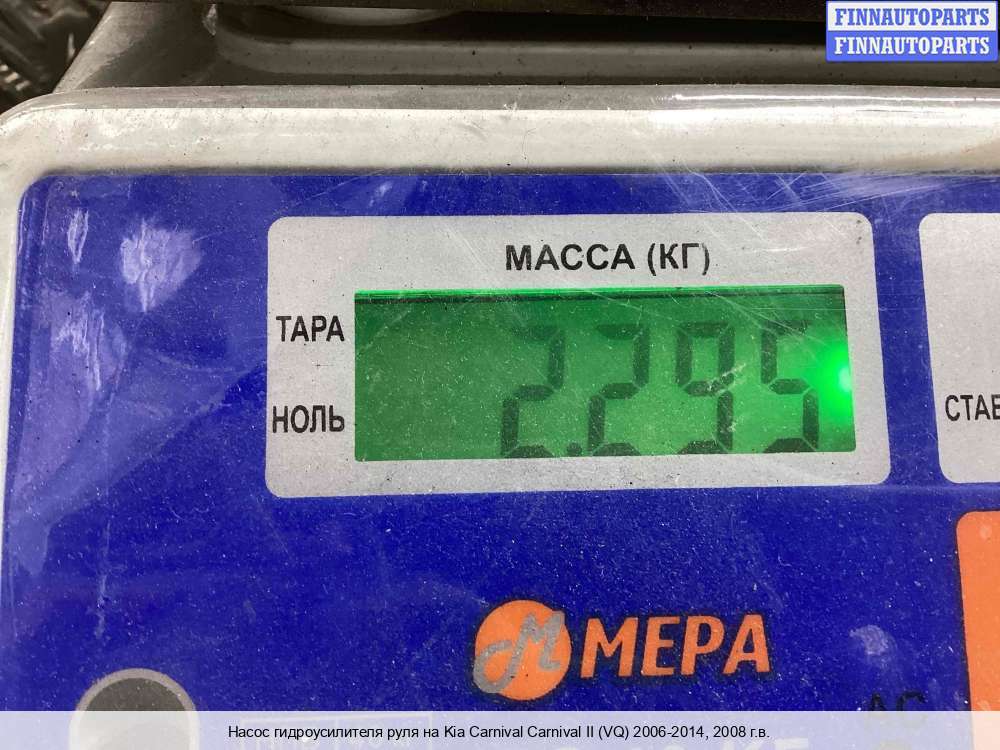 FINNAUTOPARTS
FINNAUTOPARTS
МАССА (КГ)
ТАРА
2.295
НОЛЬ
СТАБ
МЕРА
AC
Насос гидроусилителя руля на Kia Carnival Carnival II (VQ) 2006-2014, 2008 г.в.